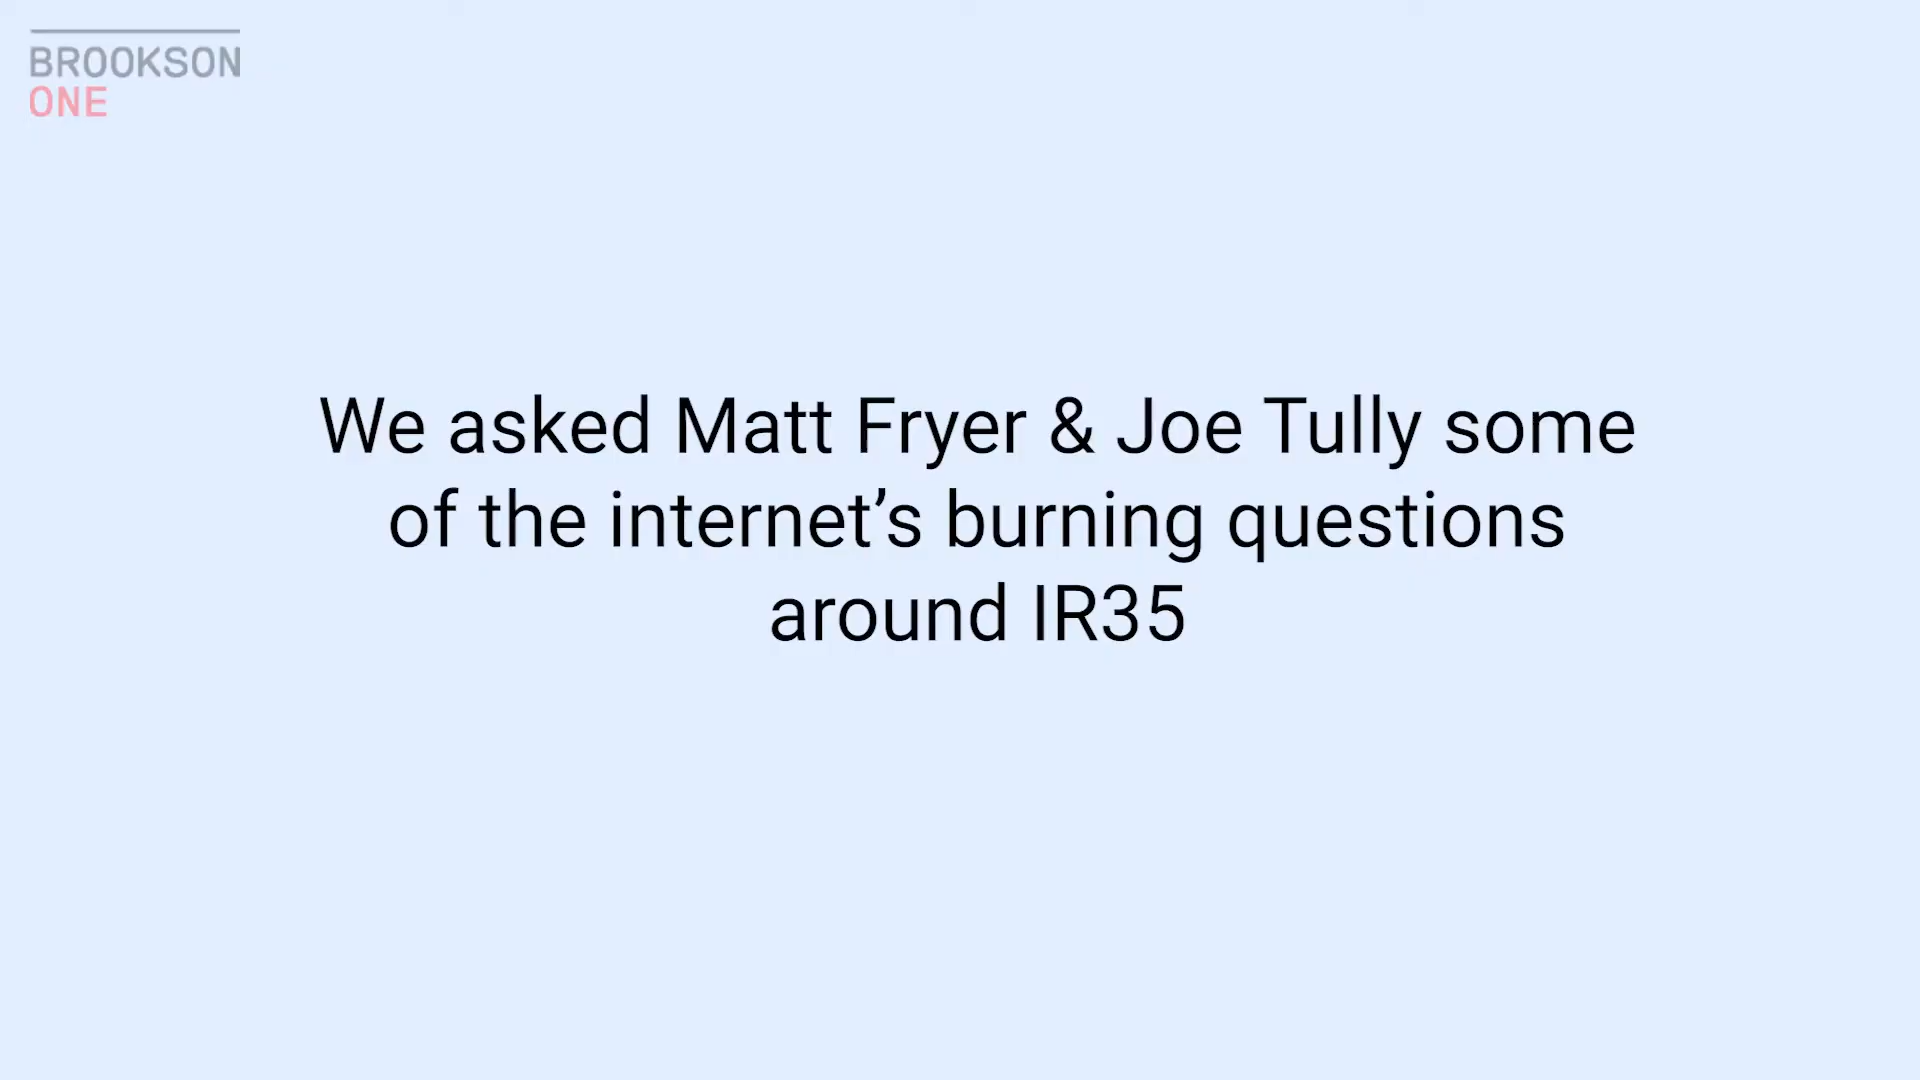 BROOKSON
ONE
We asked Matt Fryer & Joe Tully some
of the internet’s burning questions
around IR35